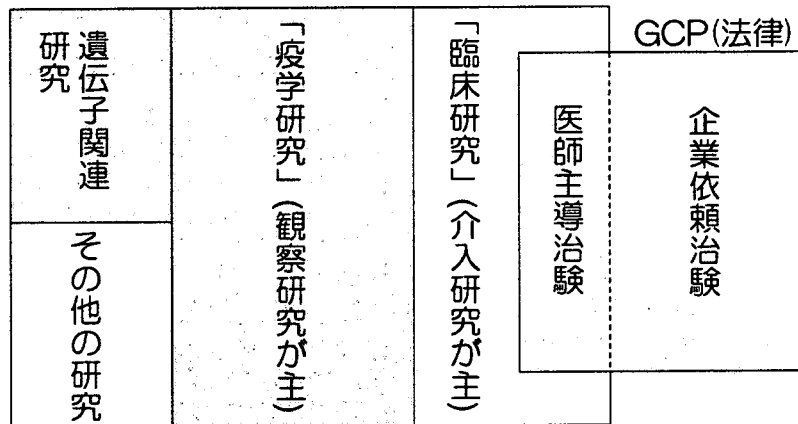 遺伝子関連
研究
その他の研究
「疫学研究」(観察研究が主)
「臨床研究」(介入研究が主)
GCP(法律)
医師主導治験
企業依頼治験